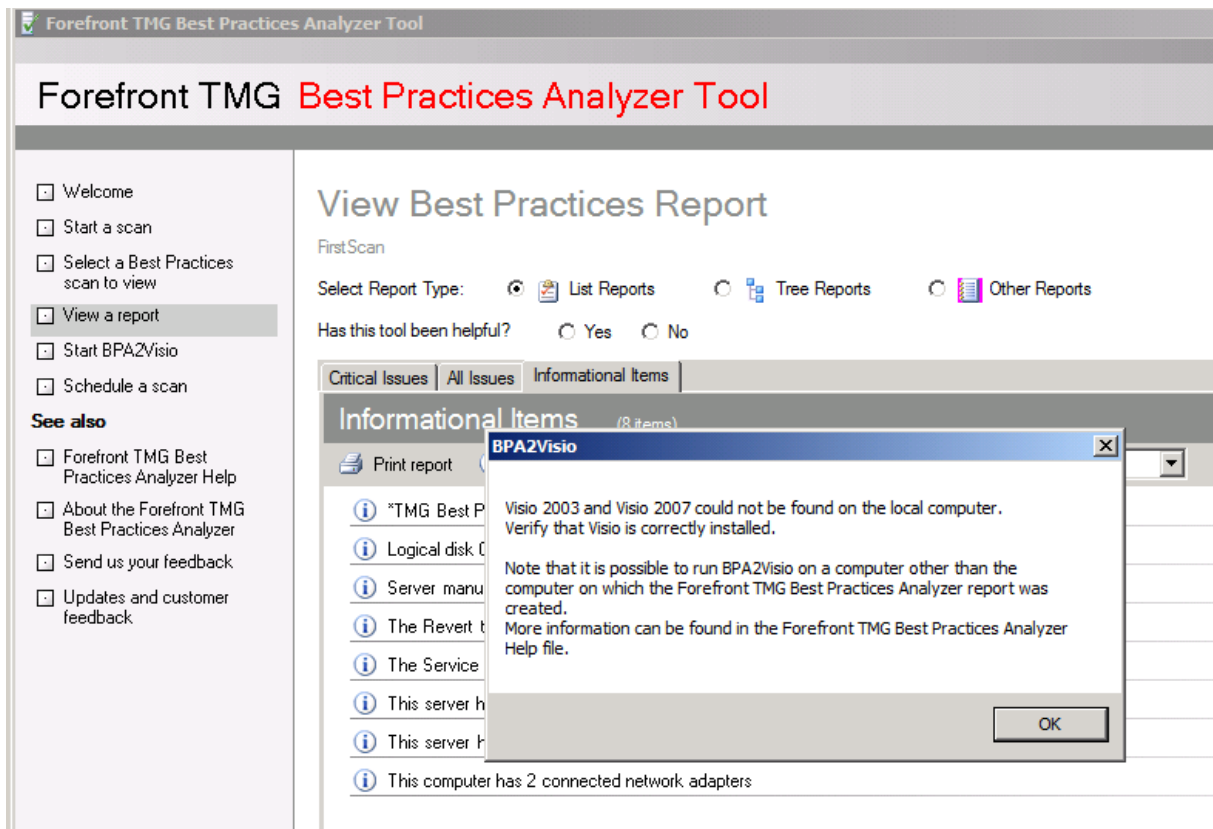 Forefront TMG Best Practices Analyzer Tool
Forefront TMG Best Practices Analyzer Tool
Welcome
Start a scan
Select a Best Practices
scan to view
View a report
Start BPA2Visio
Schedule a scan
See also
Forefront TMG Best
Practices Analyzer Help
About the Forefront TMG
Best Practices Analyzer
Send us your feedback
Updates and customer
feedback
View Best Practices Report
FirstScan
Select Report Type: List Reports Tree Reports Other Reports
Has this tool been helpful? Yes No
Critical Issues All Issues Informational Items
Informational Items (8 items)
Print report
*TMG Best P
Logical disk
Server manu
The Revert t
The Service
This server h
This server h
This computer has 2 connected network adapters
BPA2Visio
Visio 2003 and Visio 2007 could not be found on the local computer.
Verify that Visio is correctly installed.
Note that it is possible to run BPA2Visio on a computer other than the
computer on which the Forefront TMG Best Practices Analyzer report was
created.
More information can be found in the Forefront TMG Best Practices Analyzer
Help file.
OK